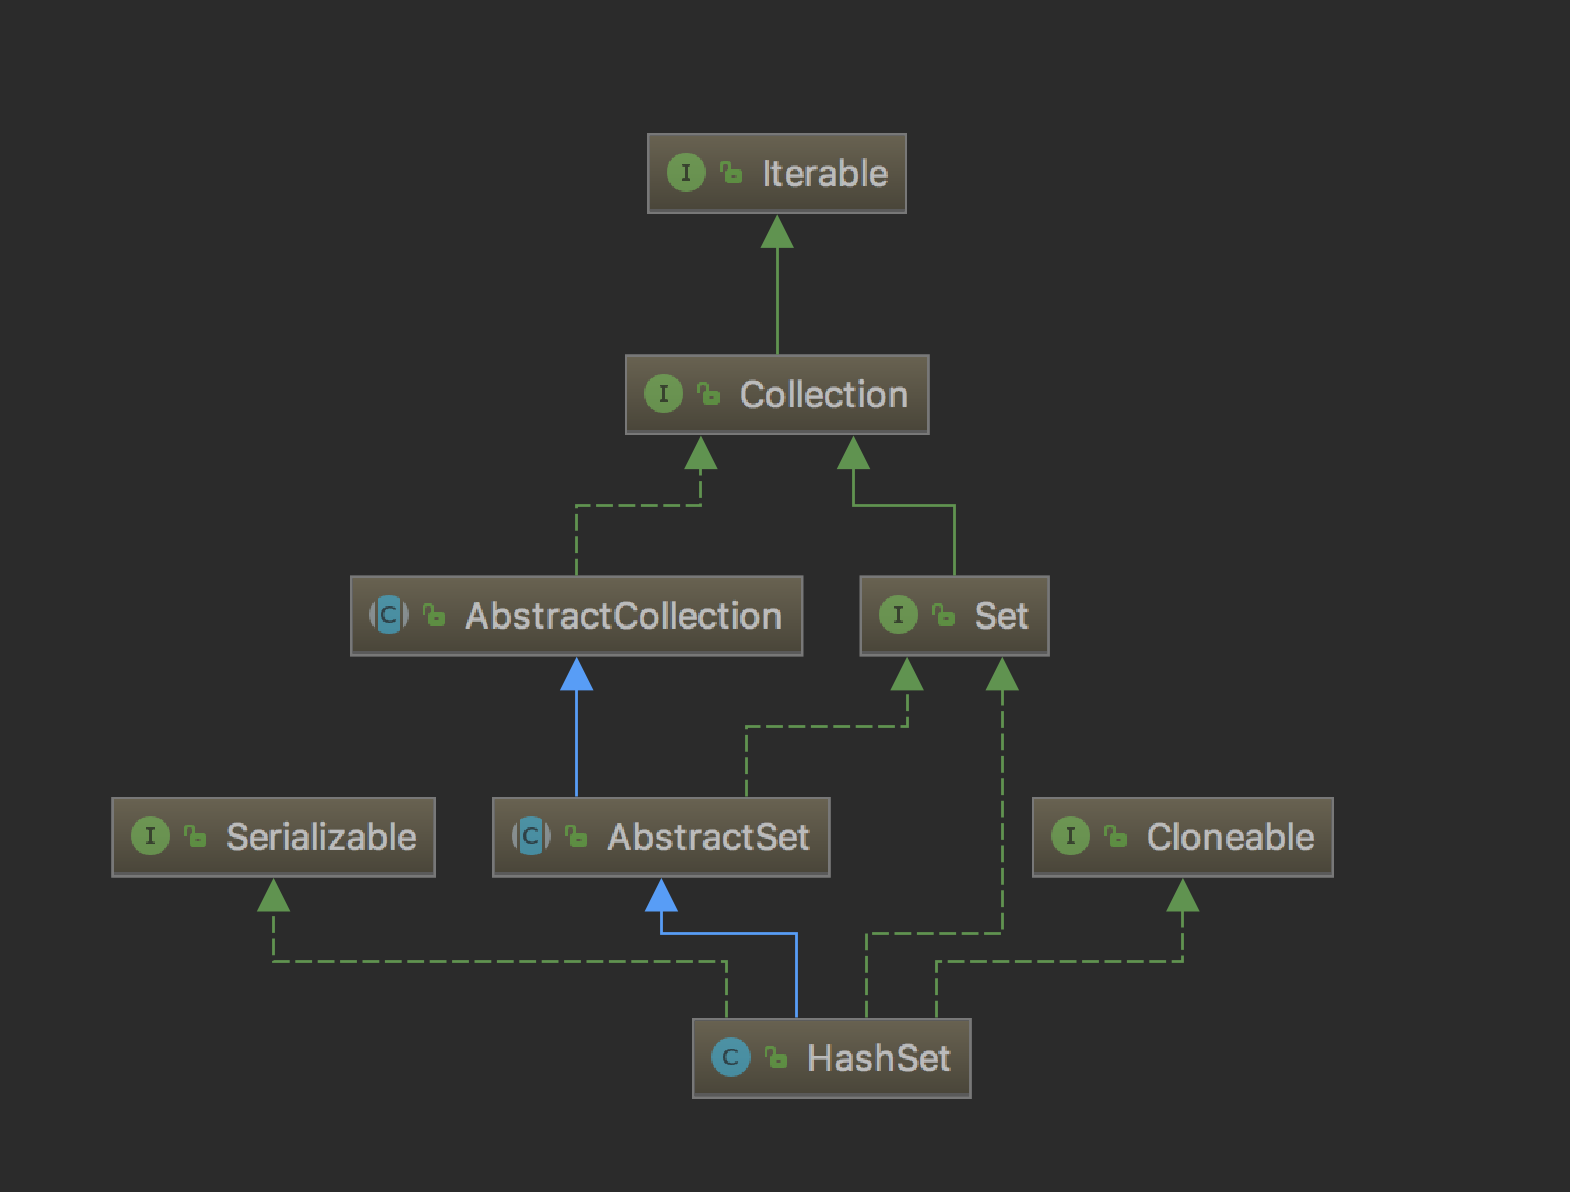 I Iterable
I Collection
C AbstractCollection
I Set
I Serializable
C AbstractSet
I Cloneable
C HashSet